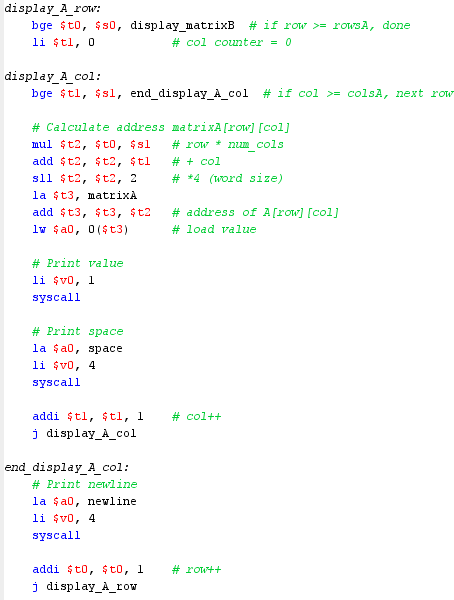 display_A_row:
bge $t0, $s0, display_matrixB # if row >= rowsA, done
li $t1, 0 # col counter = 0
display_A_col:
bge $t1, $s1, end_display_A_col # if col >= colsA, next row
# Calculate address matrixA[row][col]
mul $t2, $t0, $s1 # row * num_cols
add $t2, $t2, $t1 # + col
sll $t2, $t2, 2 # *4 (word size)
la $t3, matrixA
add $t3, $t3, $t2 # address of A[row][col]
lw $a0, 0($t3) # load value
# Print value
li $v0, 1
syscall
# Print space
la $a0, space
li $v0, 4
syscall
addi $t1, $t1, 1 # col++
j display_A_col
end_display_A_col:
# Print newline
la $a0, newline
li $v0, 4
syscall
addi $t0, $t0, 1 # row++
j display_A_row